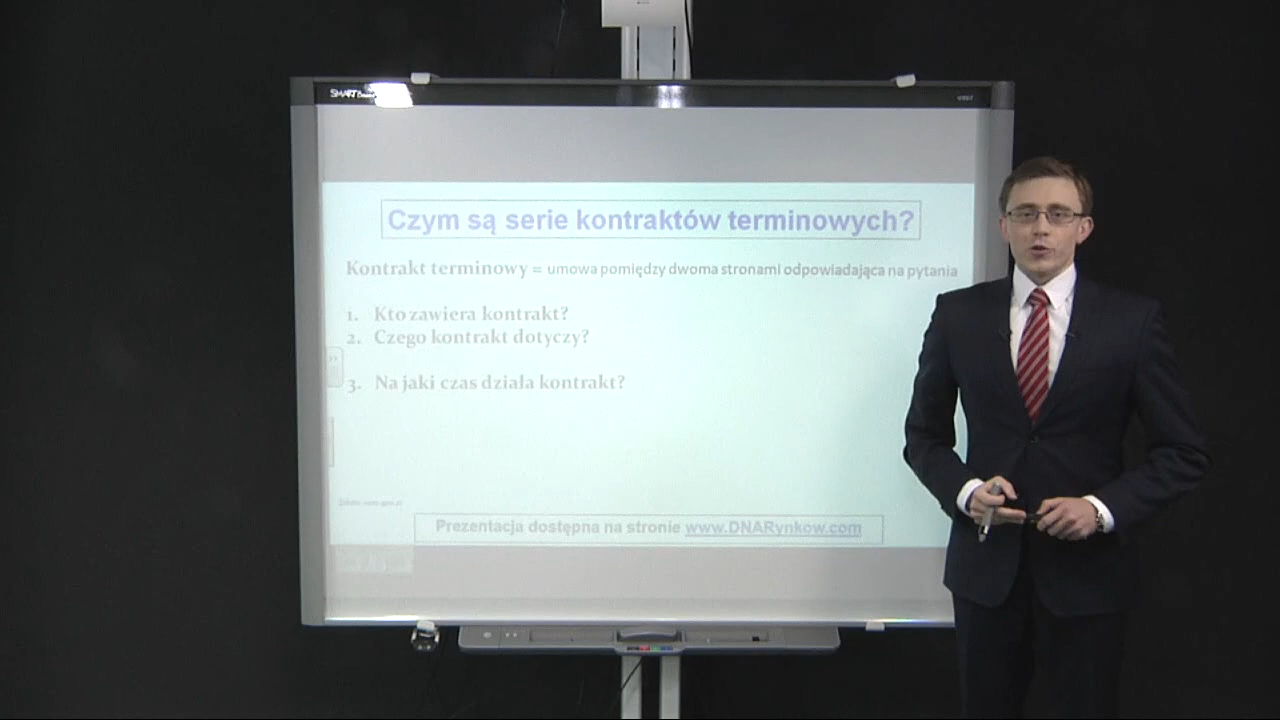 SMART
Czym są serie kontraktów terminowych?
Kontrakt terminowy = umowa pomiędzy dwoma stronami odpowiadająca na pytania
1. Kto zawiera kontrakt?
2. Czego kontrakt dotyczy?
3. Na jaki czas działa kontrakt?
Prezentacja dostępna na stronie www.DNARynkow.com